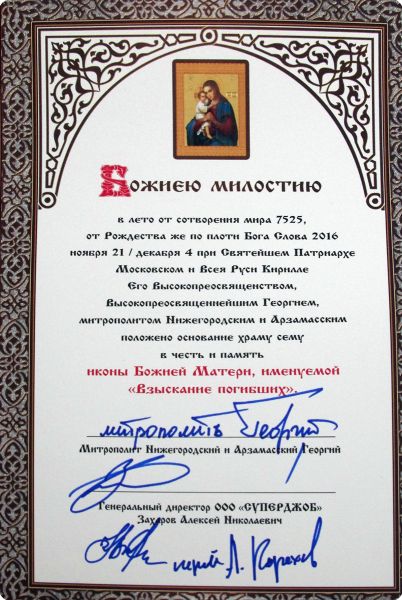 Божиею милостию
в лето от сотворения мира 7525,
от Рождества же по плоти Бога Слова 2016
ноября 21 / декабря 4 при Святейшем Патриархе
Московском и Всея Руси Кирилле
Его Высокопреосвященством,
Высокопреосвященнейшим Георгием,
митрополитом Нижегородским и Арзамасским
положено основание храму сему
в честь и память
иконы Божией Матери, именуемой
«Взыскание погибших».
митрополитъ Георгий
Митрополит Нижегородский и Арзамасский Георгий
Генеральный директор ООО «СУПЕРДЖОБ»
Захаров Алексей Николаевич
иерей А.